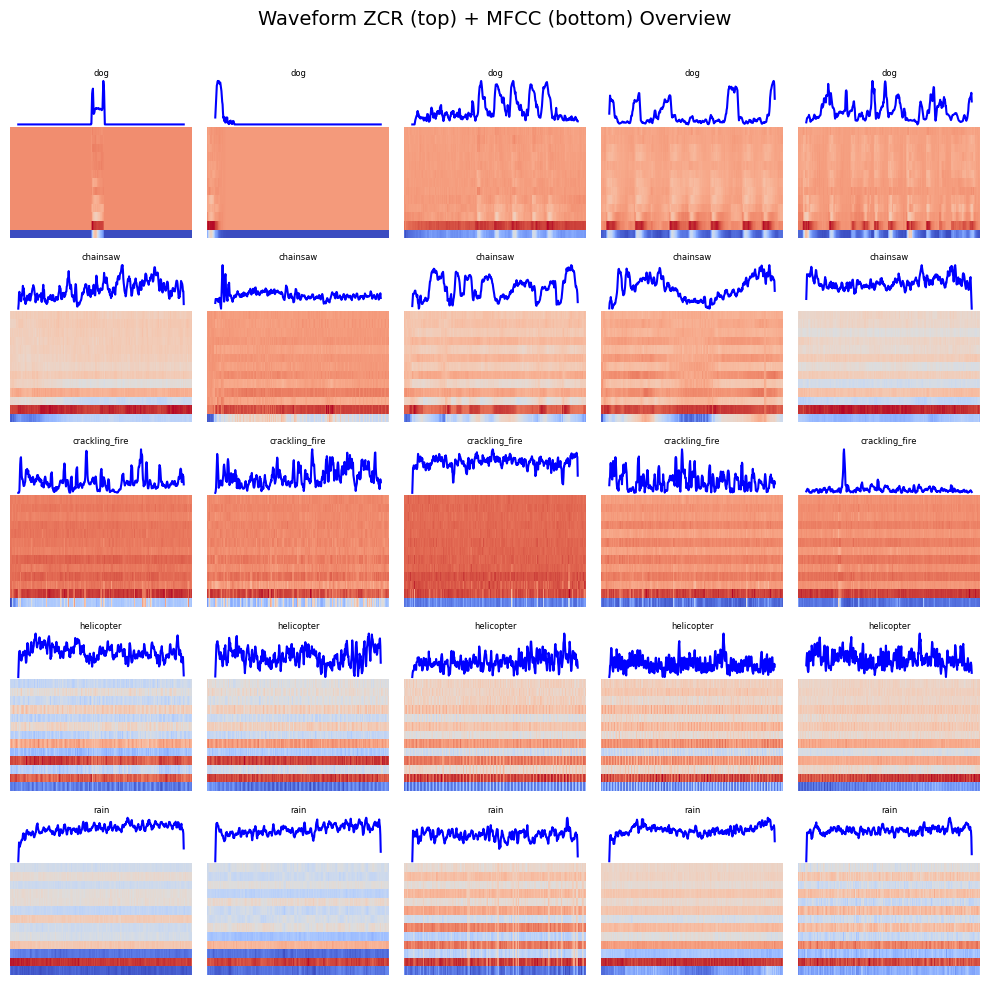 Waveform ZCR (top) + MFCC (bottom) Overview
dog dog dog dog dog
chainsaw chainsaw chainsaw chainsaw chainsaw
crackling_fire crackling_fire crackling_fire crackling_fire crackling_fire
helicopter helicopter helicopter helicopter helicopter
rain rain rain rain rain